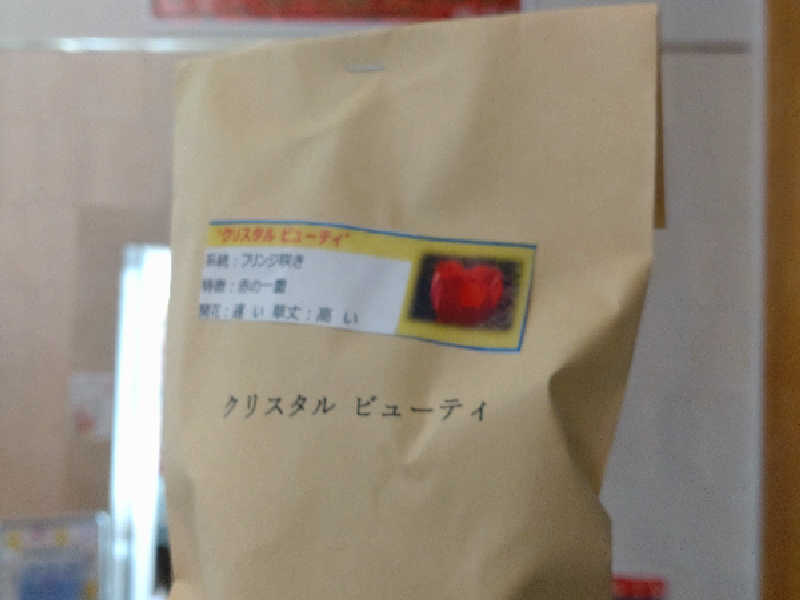 "クリスタル ビューティ"
系統：フリンジ咲き
特徴：赤の一重
開花：遅い 草丈：高い
クリスタル ビューティ